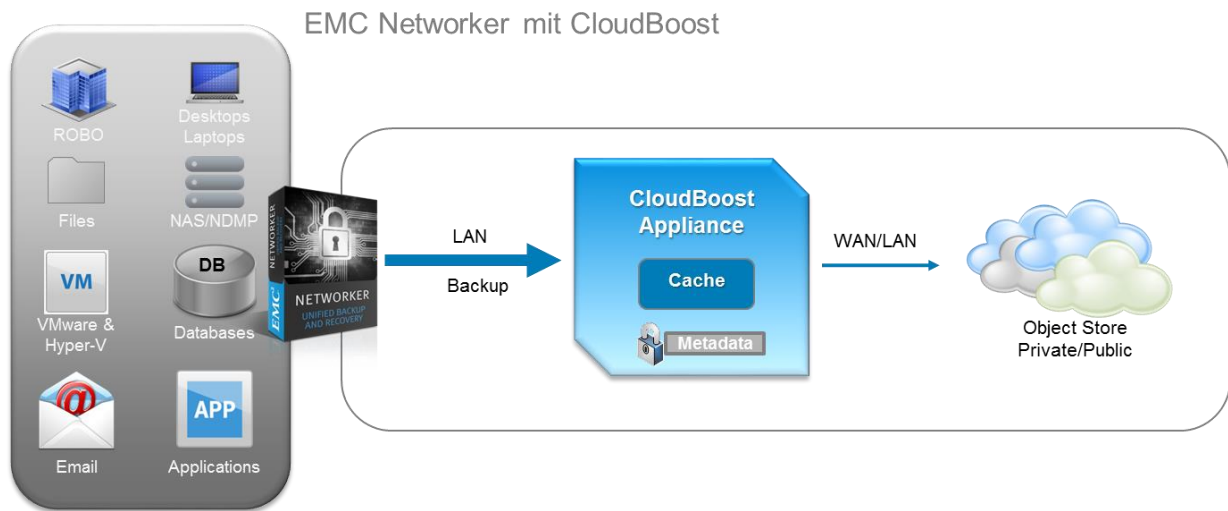 EMC Networker mit CloudBoost
ROBO
Desktops
Laptops
Files
NAS/NDMP
VM
VMware &
Hyper-V
DB
Databases
@
Email
APP
Applications
NETWORKER
EMC²
NETWORKER
UNIFIED BACKUP
AND RECOVERY
LAN
Backup
CloudBoost
Appliance
Cache
Metadata
WAN/LAN
Object Store
Private/Public